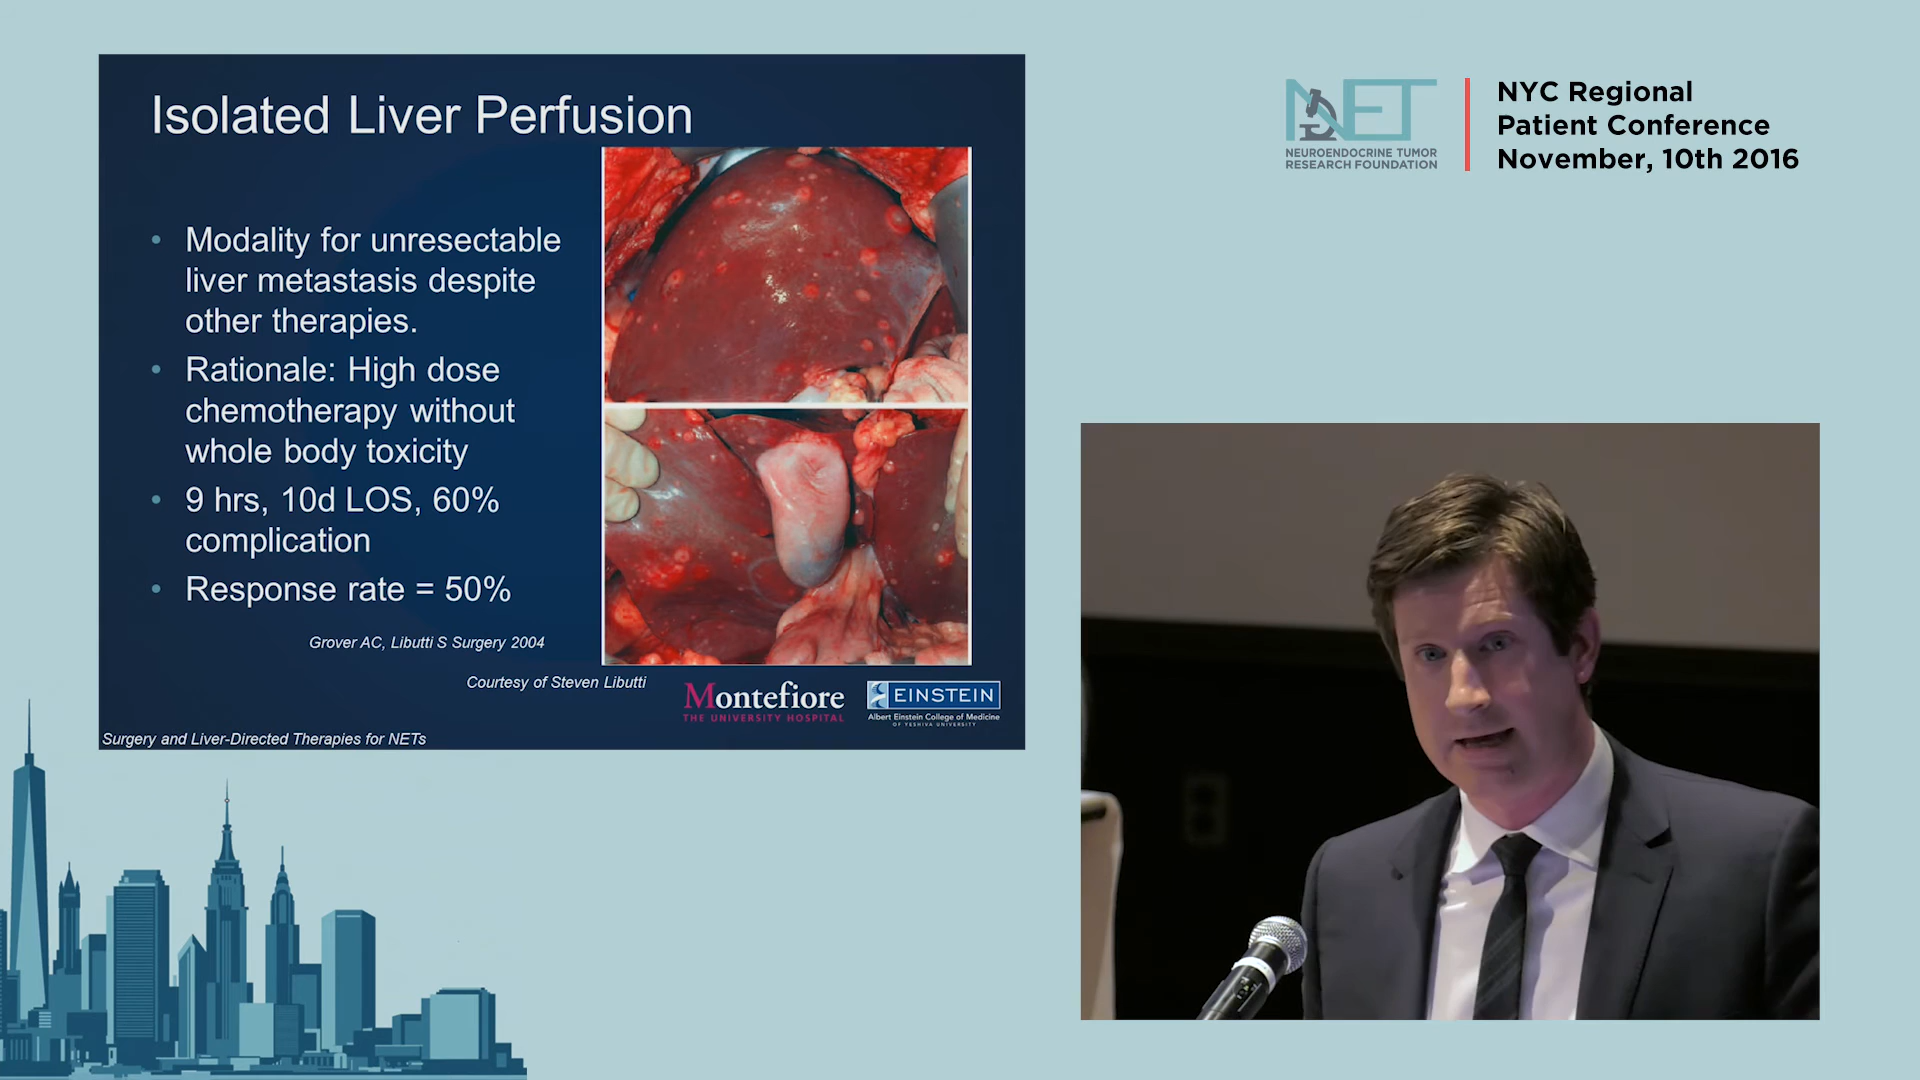 Isolated Liver Perfusion
• Modality for unresectable
liver metastasis despite
other therapies.
• Rationale: High dose
chemotherapy without
whole body toxicity
• 9 hrs, 10d LOS, 60%
complication
• Response rate = 50%
Grover AC, Libutti S Surgery 2004
Courtesy of Steven Libutti
Montefiore
THE UNIVERSITY HOSPITAL
EINSTEIN
Albert Einstein College of Medicine
OF YESHIVA UNIVERSITY
Surgery and Liver-Directed Therapies for NETs
NET
NEUROENDOCRINE TUMOR
RESEARCH FOUNDATION
NYC Regional
Patient Conference
November, 10th 2016